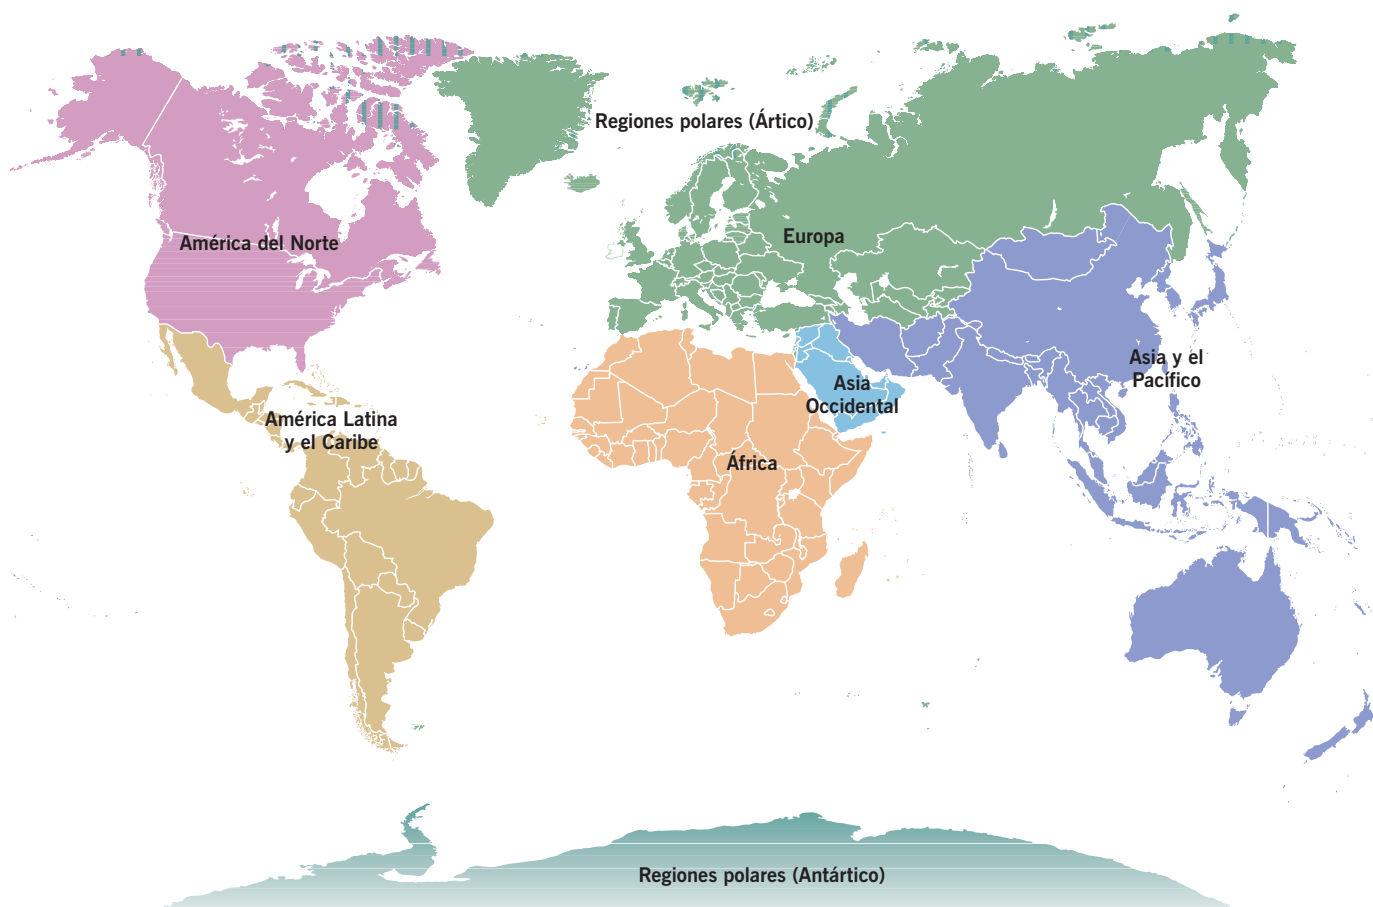 Regiones polares (Ártico)
Europa
América del Norte
Asia y el
Pacífico
Asia
Occidental
América Latina
y el Caribe
África
Regiones polares (Antártico)